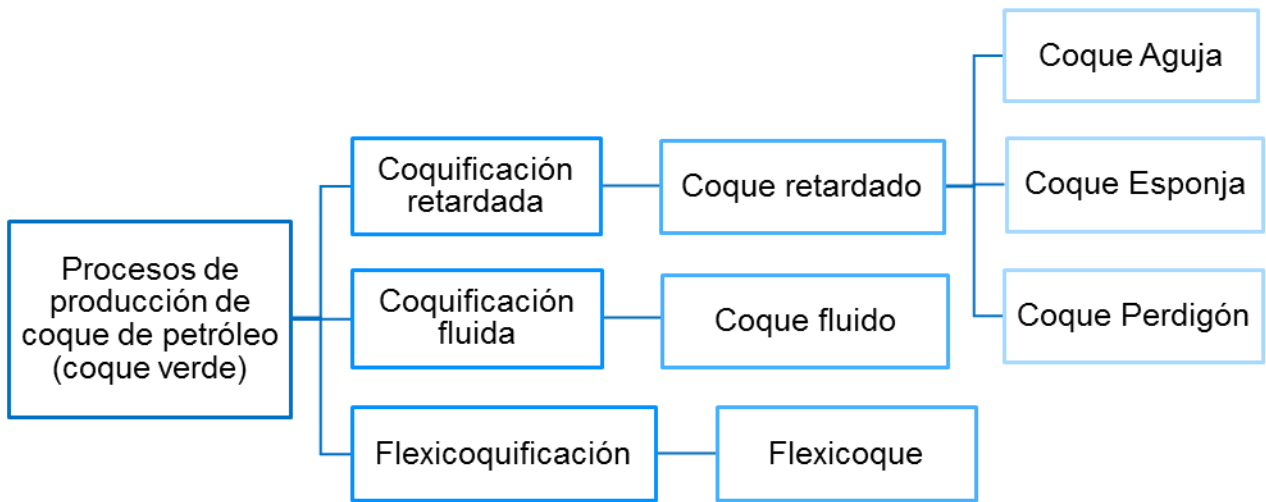 Procesos de
producción de
coque de petróleo
(coque verde)
Coquificación
retardada
Coque retardado
Coque Aguja
Coque Esponja
Coque Perdigón
Coquificación
fluida
Coque fluido
Flexicoquificación
Flexicoque